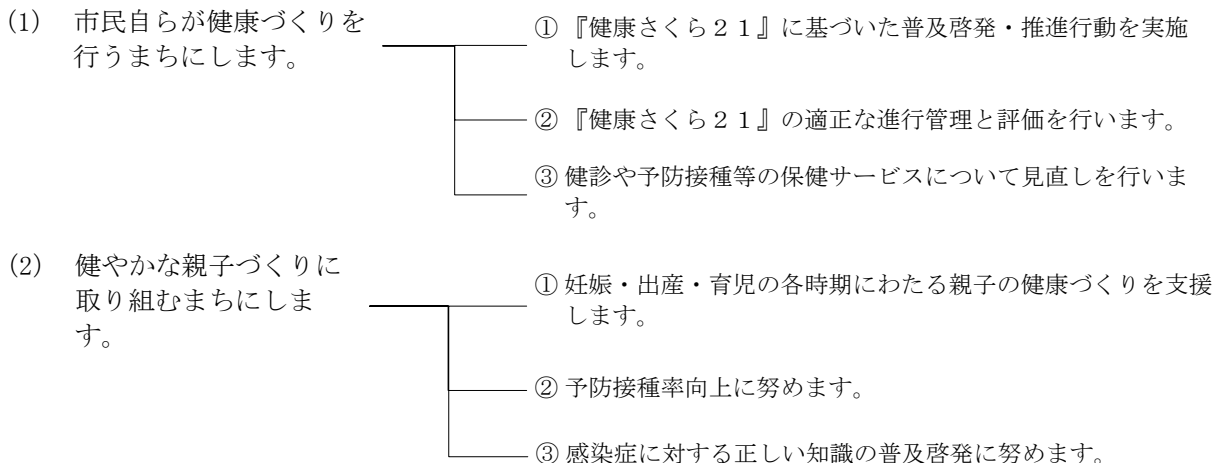 (1) 市民自らが健康づくりを
行うまちにします。
① 『健康さくら２１』に基づいた普及啓発・推進行動を実施
します。
② 『健康さくら２１』の適正な進行管理と評価を行います。
③ 健診や予防接種等の保健サービスについて見直しを行いま
す。
(2) 健やかな親子づくりに
取り組むまちにしま
す。
① 妊娠・出産・育児の各時期にわたる親子の健康づくりを支援
します。
② 予防接種率向上に努めます。
③ 感染症に対する正しい知識の普及啓発に努めます。